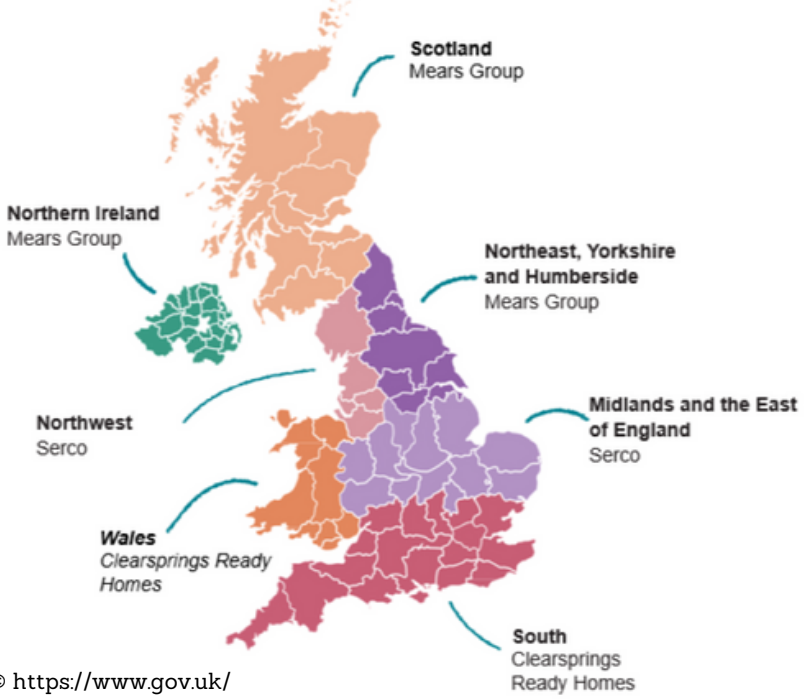 Scotland
Mears Group
Northern Ireland
Mears Group
Northeast, Yorkshire
and Humberside
Mears Group
Northwest
Serco
Midlands and the East
of England
Serco
Wales
Clearsprings Ready
Homes
South
Clearsprings
Ready Homes
© https://www.gov.uk/